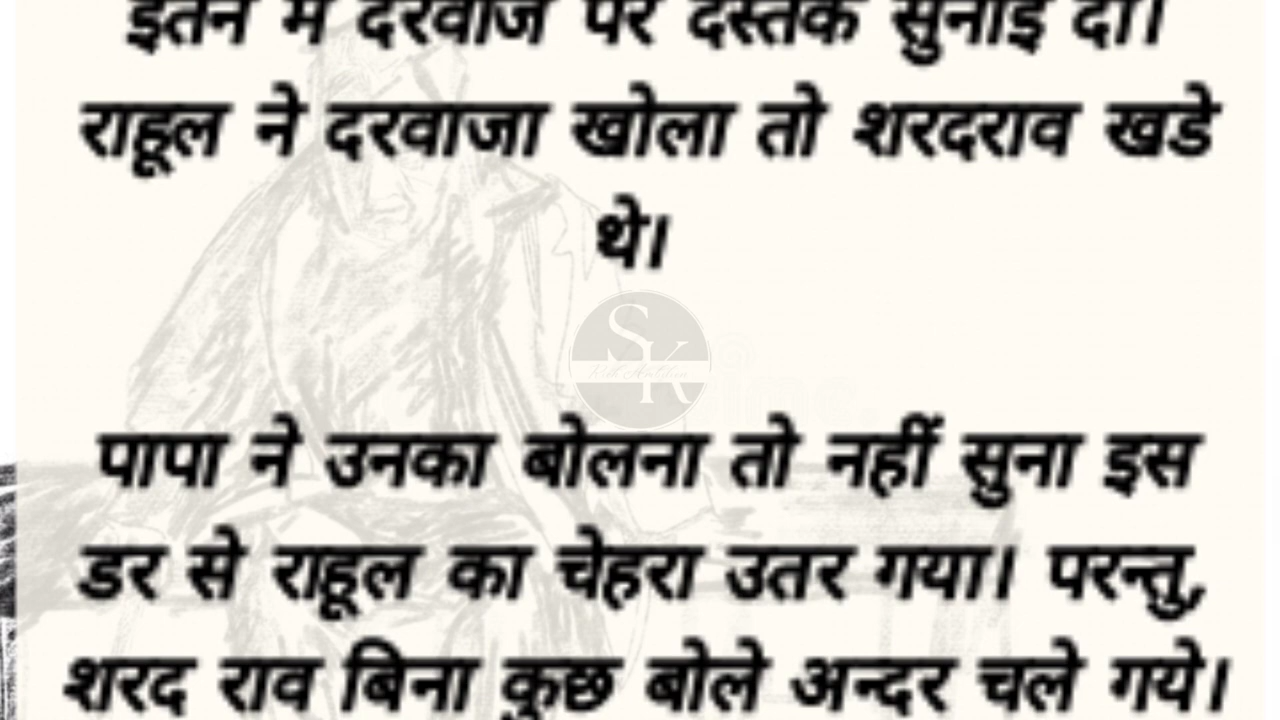 इतने में दरवाजे पर दस्तक सुनाई दी।
राहूल ने दरवाजा खोला तो शरदराव खडे
थे।
SK
पापा ने उनका बोलना तो नहीं सुना इस
डर से राहूल का चेहरा उतर गया। परन्तु,
शरद राव बिना कुछ बोले अन्दर चले गये।